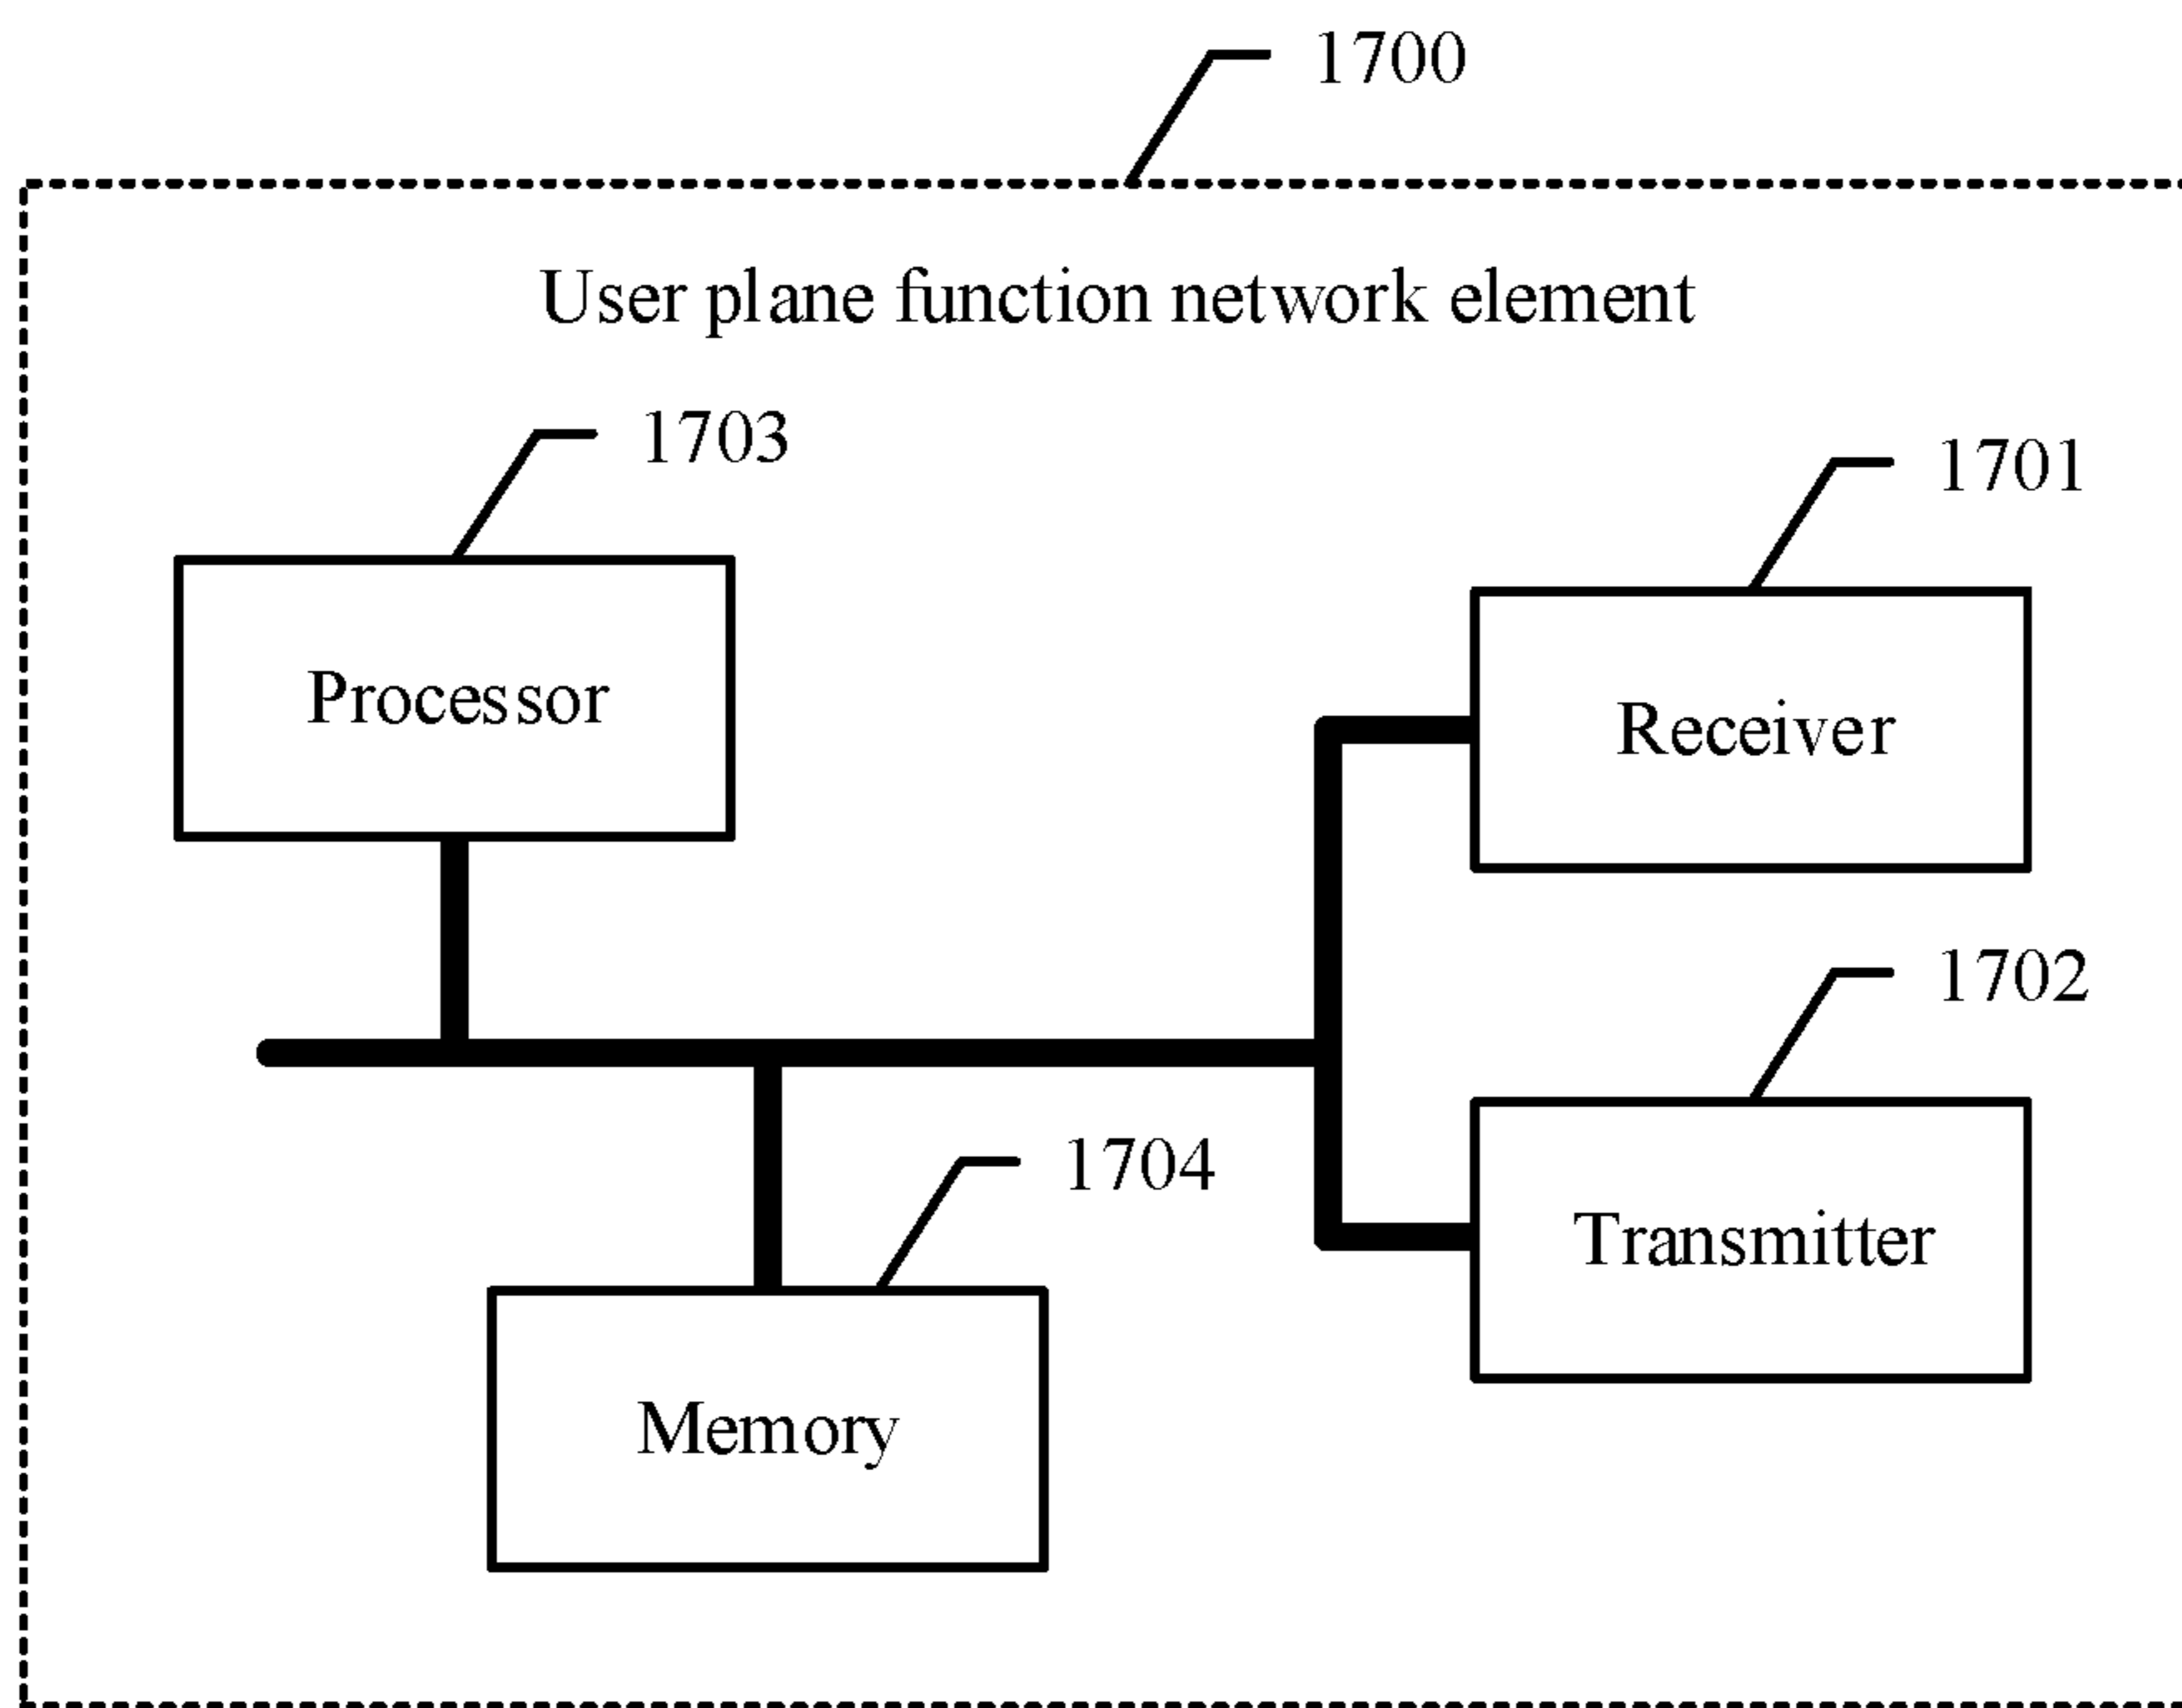 1700
User plane function network element
1703
1701
Processor
Receiver
1702
1704
Transmitter
Memory